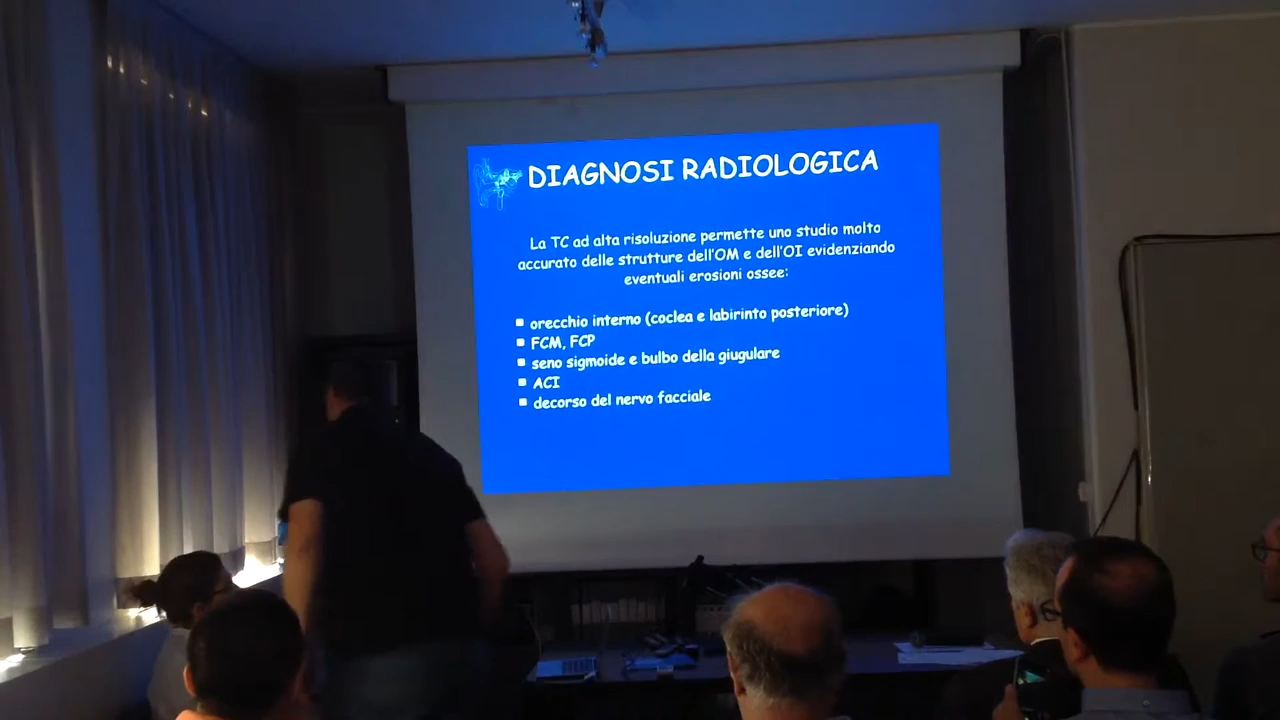 DIAGNOSI RADIOLOGICA
La TC ad alta risoluzione permette uno studio molto
accurato delle strutture dell'OM e dell'OI evidenziando
eventuali erosioni ossee:
▪ orecchio interno (coclea e labirinto posteriore)
▪ FCM, FCP
▪ seno sigmoide e bulbo della giugulare
▪ ACI
▪ decorso del nervo facciale